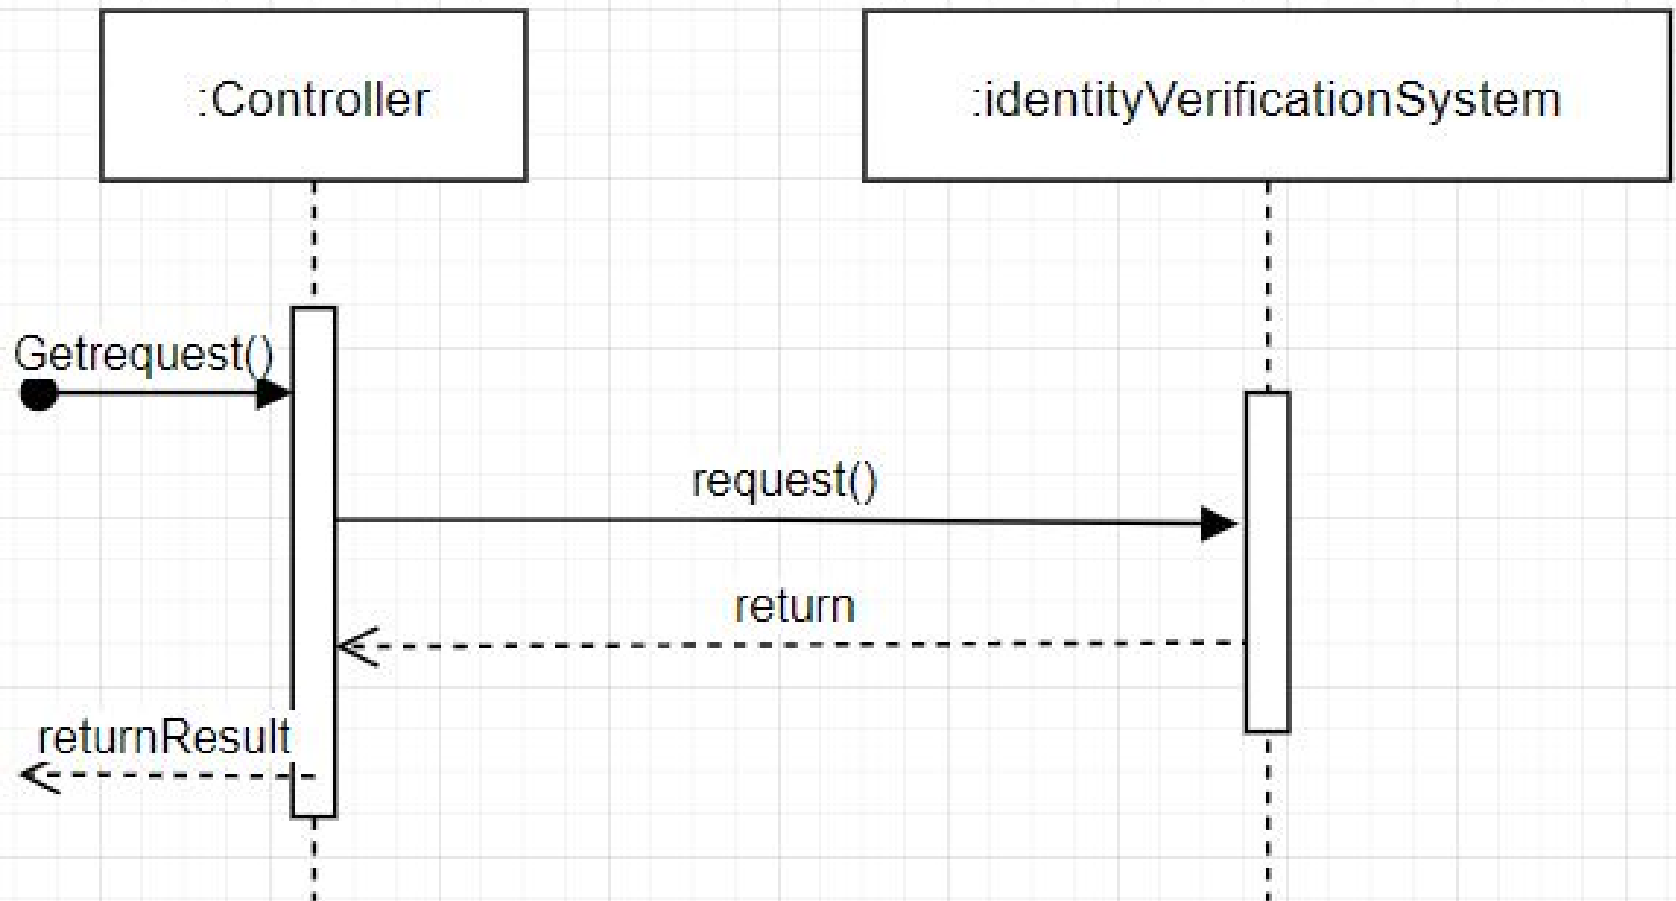 :Controller
:identityVerificationSystem
Getrequest()
request()
return
returnResult